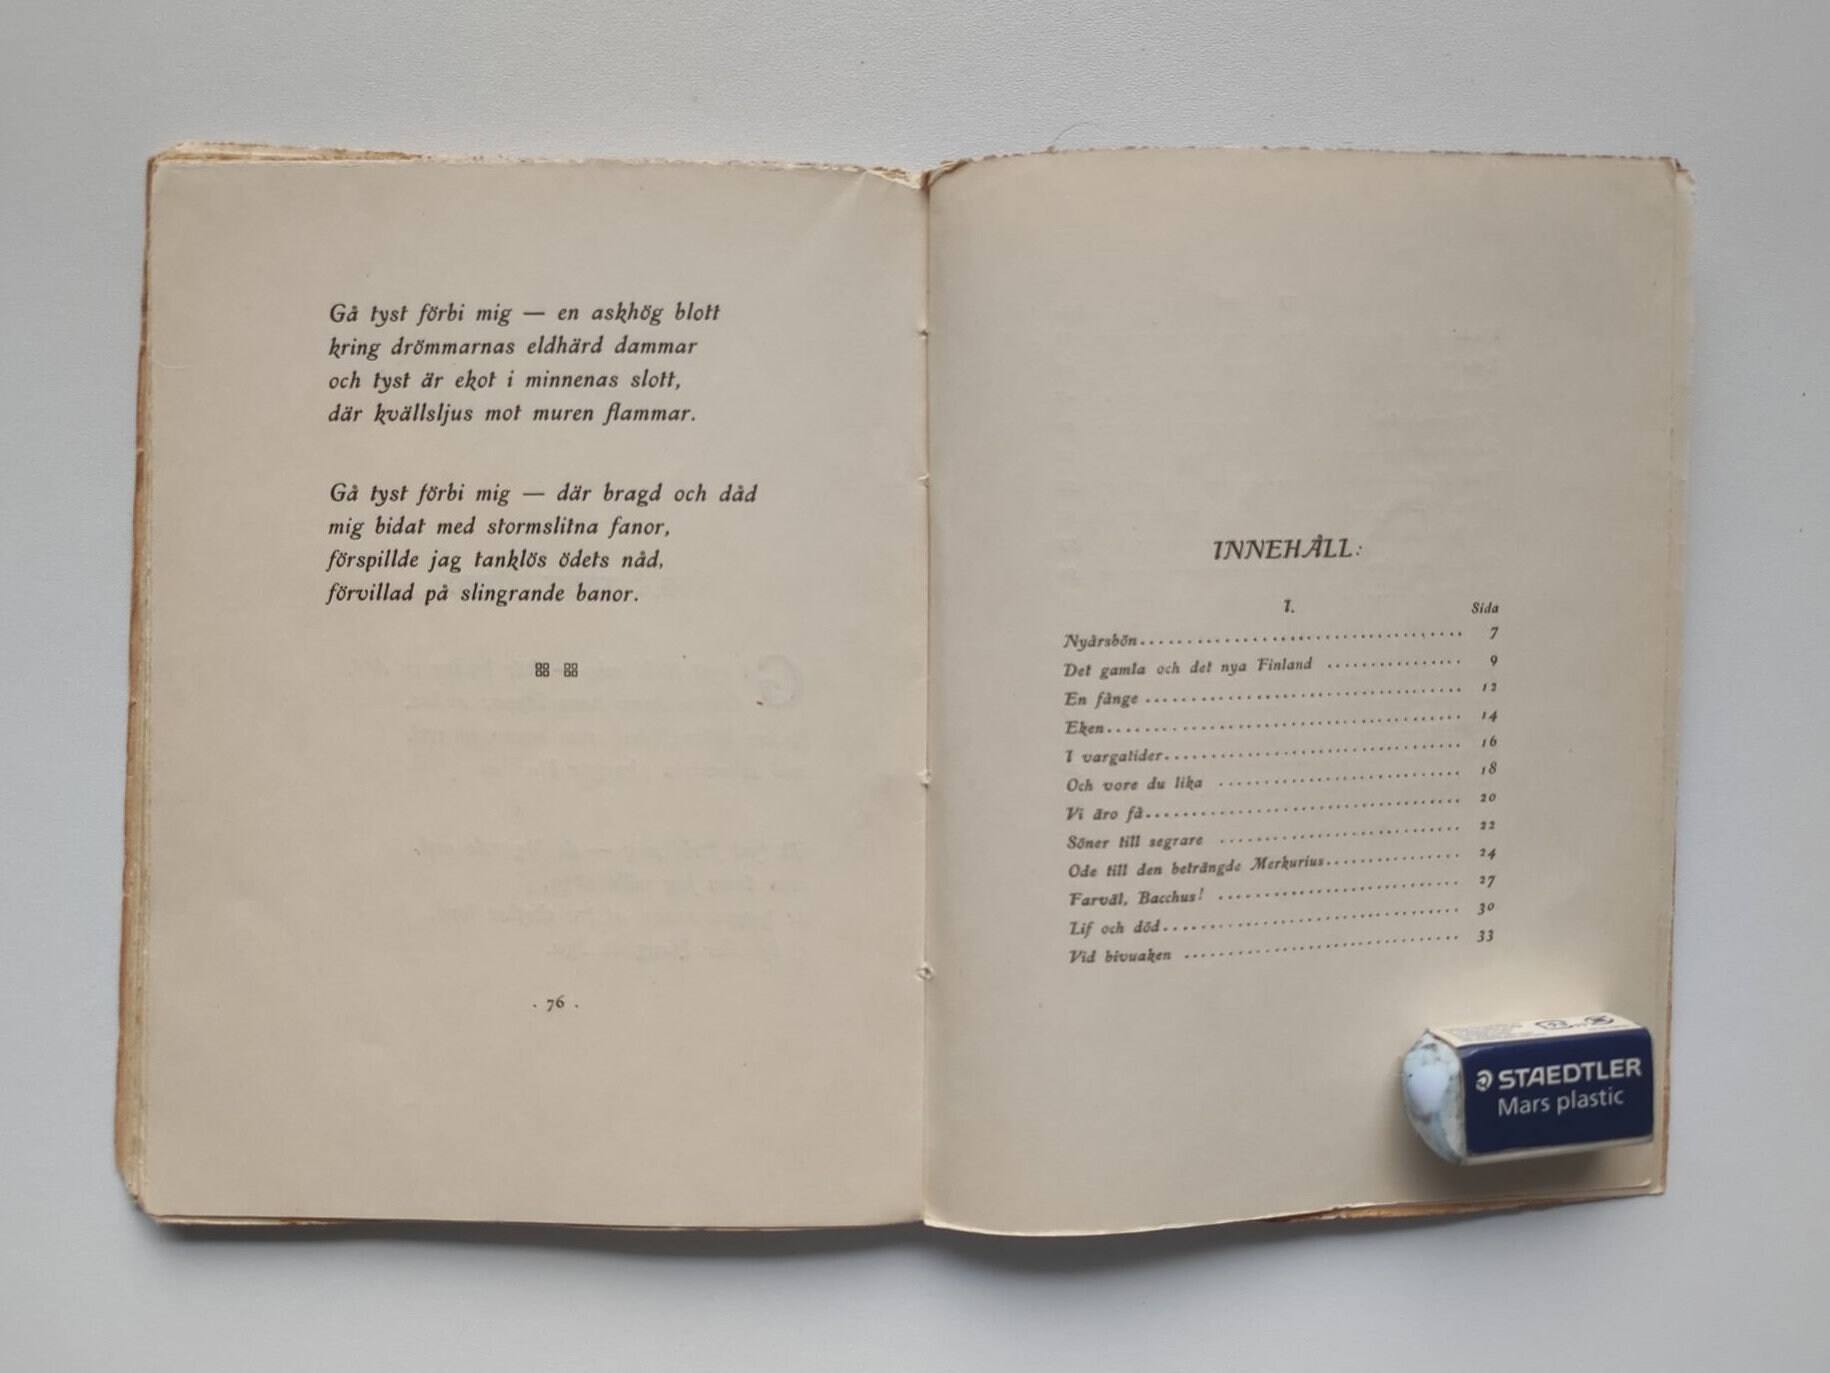 Gå tyst förbi mig — en askhög blott
kring drömmarnas eldhärd dammar
och tyst är ekot i minnenas slott,
där kvällsljus mot muren flammar.
Gå tyst förbi mig — där bragd och dåd
mig bidat med stormslitna fanor,
förspillde jag tanklös ödets nåd,
förvillad på slingrande banor.
. 76 .
INNEHÅLL:
I. Sida
Nyårsbön 7
Det gamla och det nya Finland 9
En fånge 12
Eken 14
I vargatider 16
Och vore du lika 18
Vi äro få 20
Söner till segrare 22
Ode till den beträngde Merkurius 24
Farväl, Bacchus! 27
Lif och död 30
Vid bivuaken 33
STAEDTLER
Mars plastic